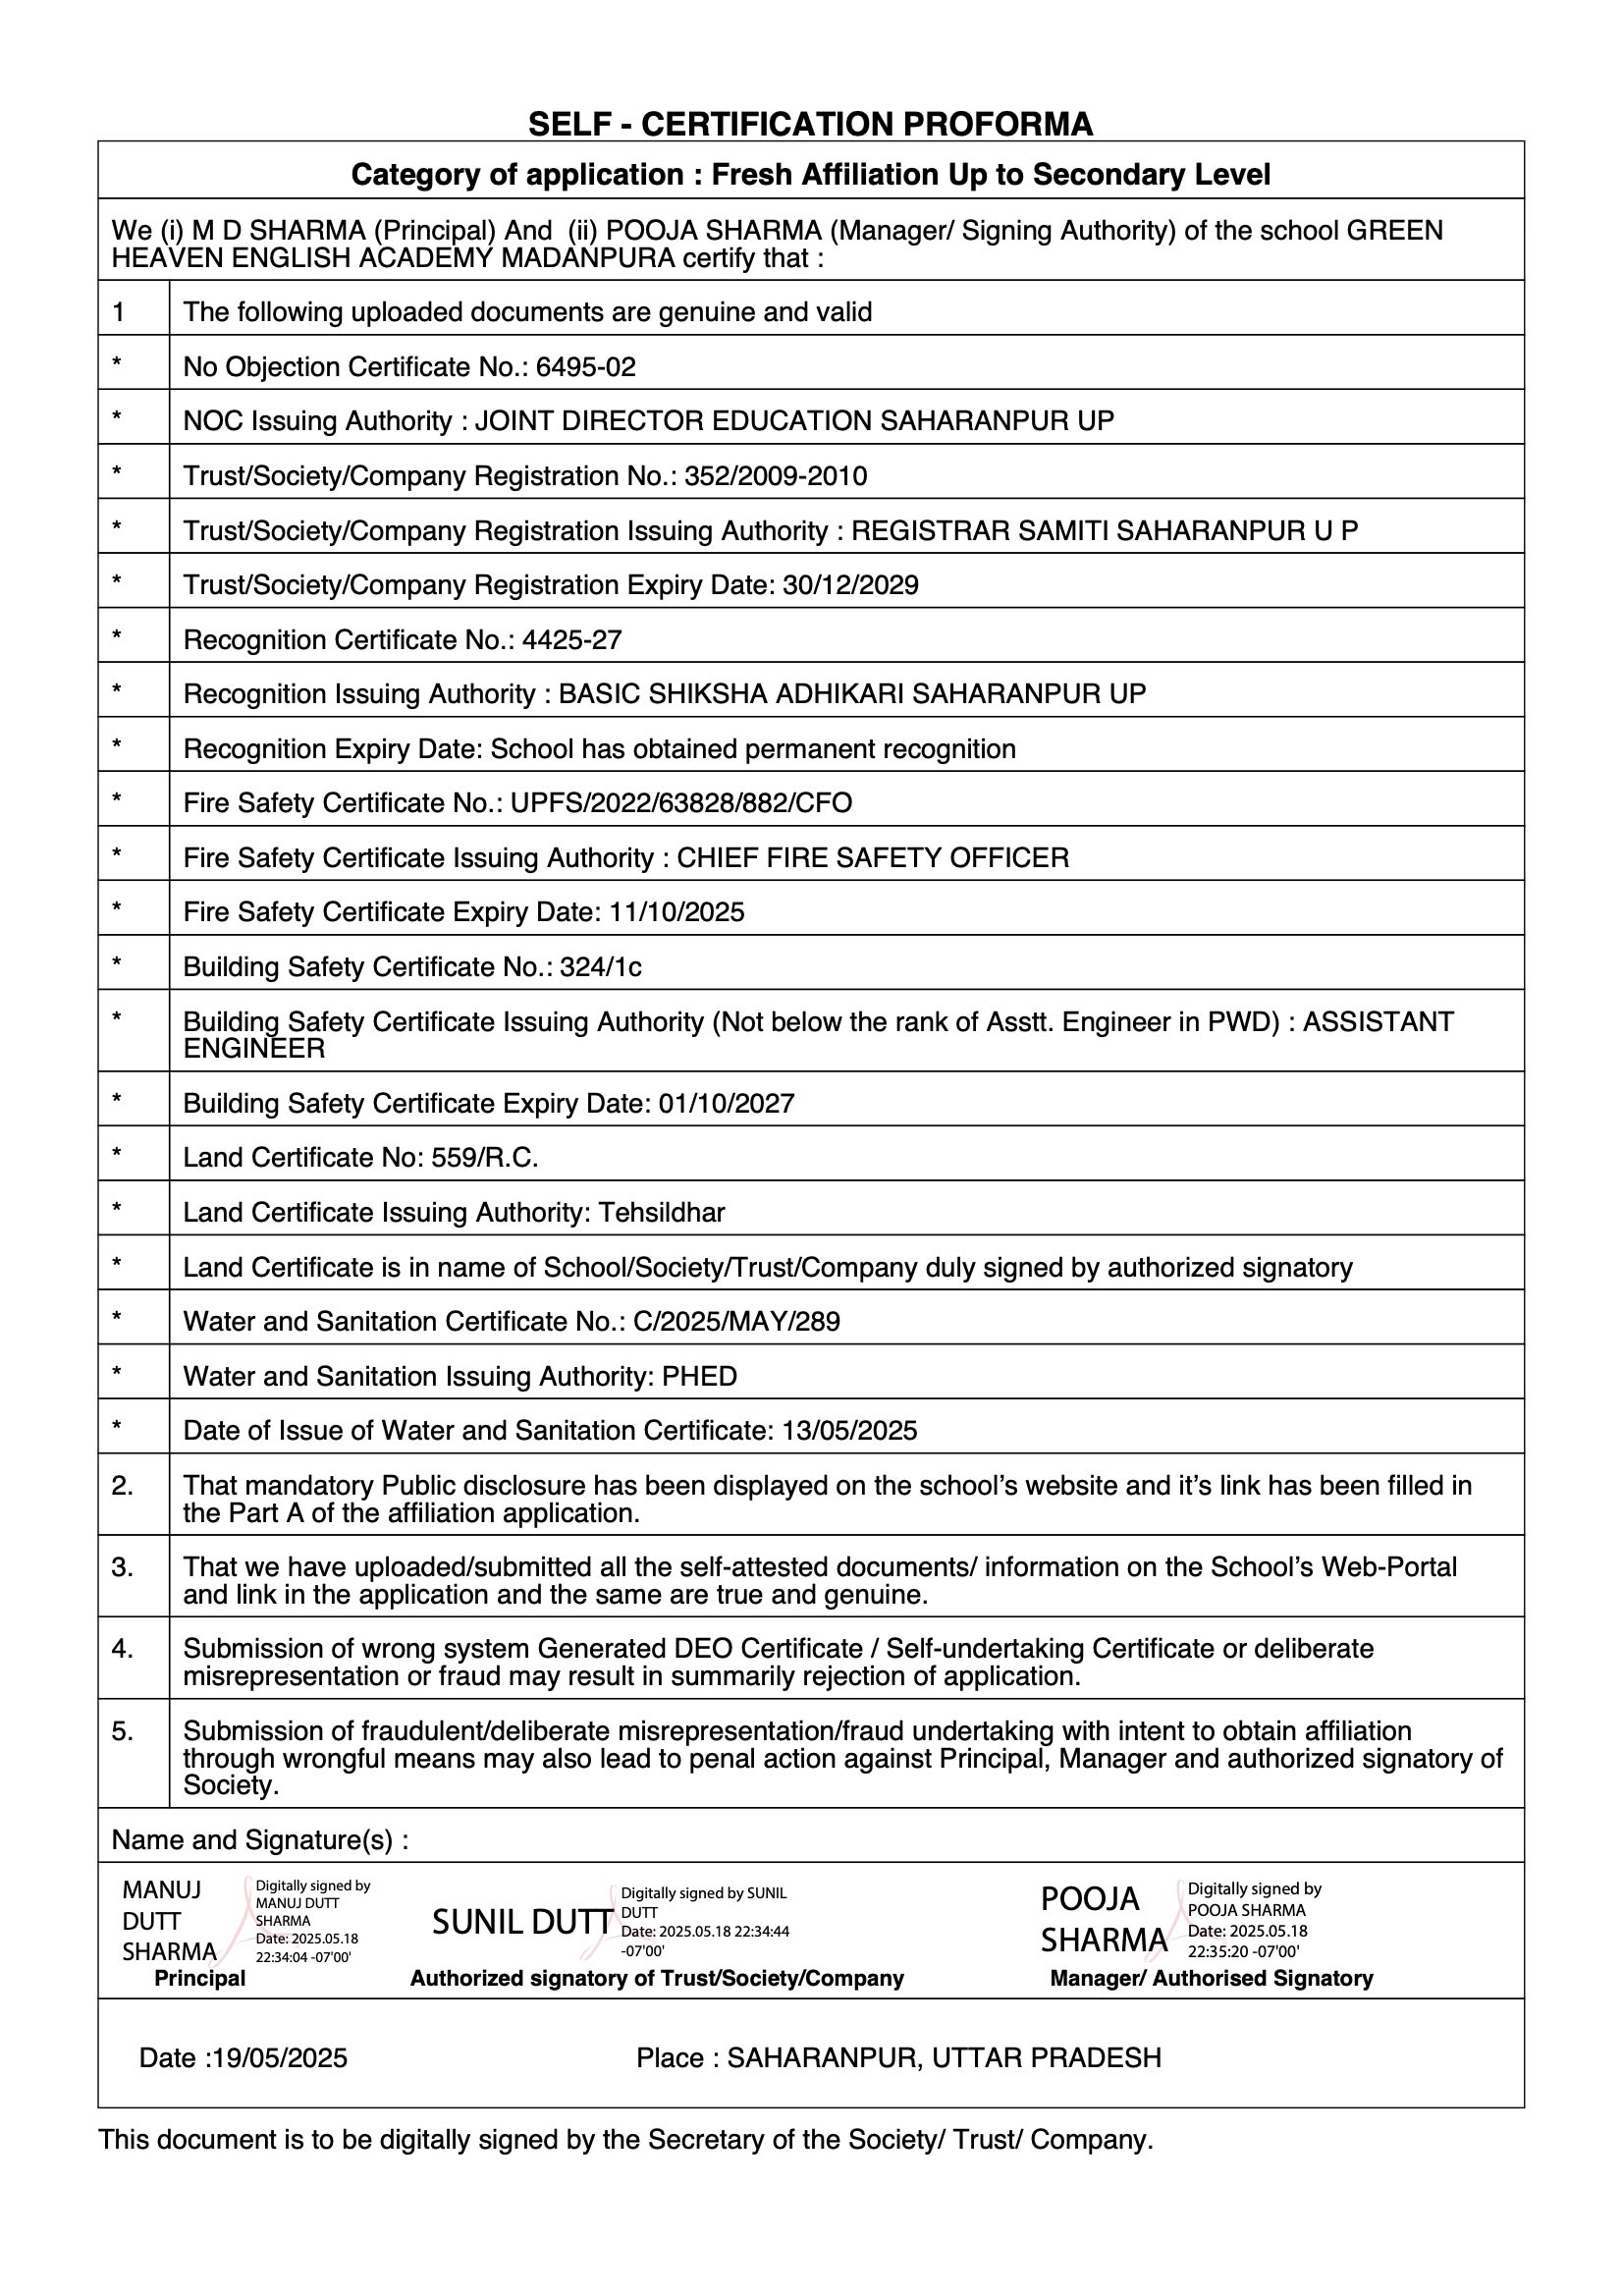 SELF - CERTIFICATION PROFORMA
Category of application : Fresh Affiliation Up to Secondary Level
We (i) M D SHARMA (Principal) And (ii) POOJA SHARMA (Manager/ Signing Authority) of the school GREEN
HEAVEN ENGLISH ACADEMY MADANPURA certify that :
1 The following uploaded documents are genuine and valid
* No Objection Certificate No.: 6495-02
* NOC Issuing Authority : JOINT DIRECTOR EDUCATION SAHARANPUR UP
* Trust/Society/Company Registration No.: 352/2009-2010
* Trust/Society/Company Registration Issuing Authority : REGISTRAR SAMITI SAHARANPUR U P
* Trust/Society/Company Registration Expiry Date: 30/12/2029
* Recognition Certificate No.: 4425-27
* Recognition Issuing Authority : BASIC SHIKSHA ADHIKARI SAHARANPUR UP
* Recognition Expiry Date: School has obtained permanent recognition
* Fire Safety Certificate No.: UPFS/2022/63828/882/CFO
* Fire Safety Certificate Issuing Authority : CHIEF FIRE SAFETY OFFICER
* Fire Safety Certificate Expiry Date: 11/10/2025
* Building Safety Certificate No.: 324/1c
* Building Safety Certificate Issuing Authority (Not below the rank of Asstt. Engineer in PWD) : ASSISTANT
ENGINEER
* Building Safety Certificate Expiry Date: 01/10/2027
* Land Certificate No: 559/R.C.
* Land Certificate Issuing Authority: Tehsildhar
* Land Certificate is in name of School/Society/Trust/Company duly signed by authorized signatory
* Water and Sanitation Certificate No.: C/2025/MAY/289
* Water and Sanitation Issuing Authority: PHED
* Date of Issue of Water and Sanitation Certificate: 13/05/2025
2. That mandatory Public disclosure has been displayed on the school’s website and it’s link has been filled in
the Part A of the affiliation application.
3. That we have uploaded/submitted all the self-attested documents/ information on the School’s Web-Portal
and link in the application and the same are true and genuine.
4. Submission of wrong system Generated DEO Certificate / Self-undertaking Certificate or deliberate
misrepresentation or fraud may result in summarily rejection of application.
5. Submission of fraudulent/deliberate misrepresentation/fraud undertaking with intent to obtain affiliation
through wrongful means may also lead to penal action against Principal, Manager and authorized signatory of
Society.
Name and Signature(s) :
MANUJ
DUTT
SHARMA
Digitally signed by
MANUJ DUTT
SHARMA
Date: 2025.05.18
22:34:04 -07'00'
Principal
SUNIL DUTT
Digitally signed by SUNIL
DUTT
Date: 2025.05.18 22:34:44
-07'00'
Authorized signatory of Trust/Society/Company
POOJA
SHARMA
Digitally signed by
POOJA SHARMA
Date: 2025.05.18
22:35:20 -07'00'
Manager/ Authorised Signatory
Date :19/05/2025 Place : SAHARANPUR, UTTAR PRADESH
This document is to be digitally signed by the Secretary of the Society/ Trust/ Company.